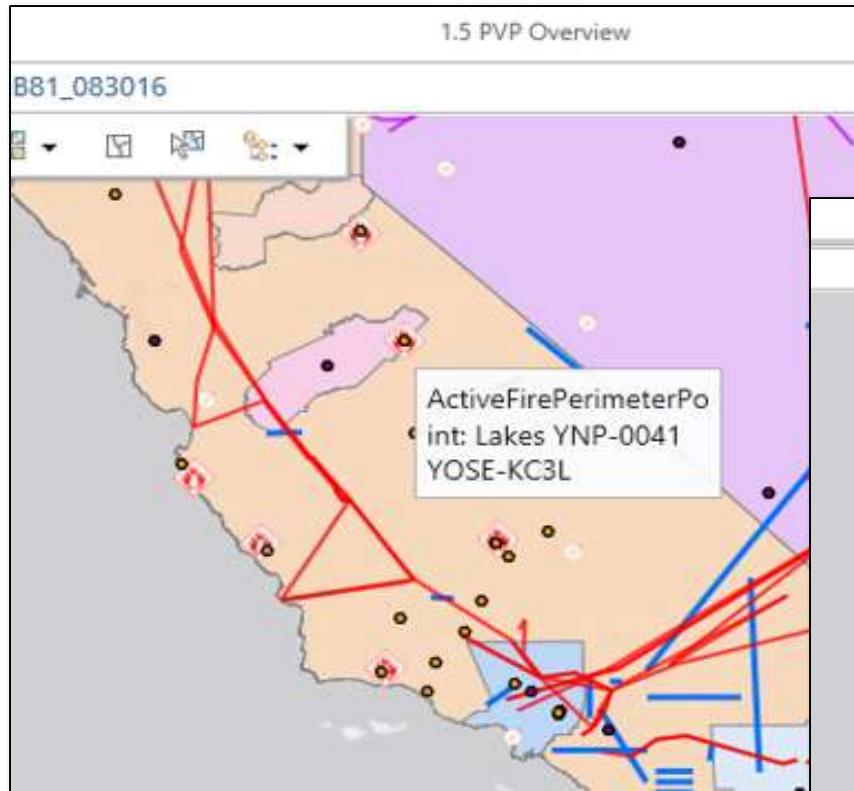 1.5 PVP Overview
B81_083016
ActiveFirePerimeterPo
int: Lakes YNP-0041
YOSE-KC3L